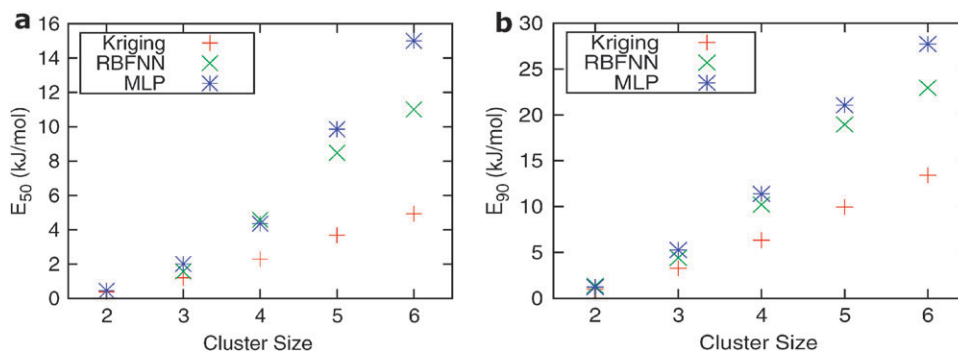 a
16
14
12
10
8
6
4
2
0
E50 (kJ/mol)
Kriging
RBFNN
MLP
2 3 4 5 6
Cluster Size
b
30
25
20
15
10
5
0
E90 (kJ/mol)
Kriging
RBFNN
MLP
2 3 4 5 6
Cluster Size